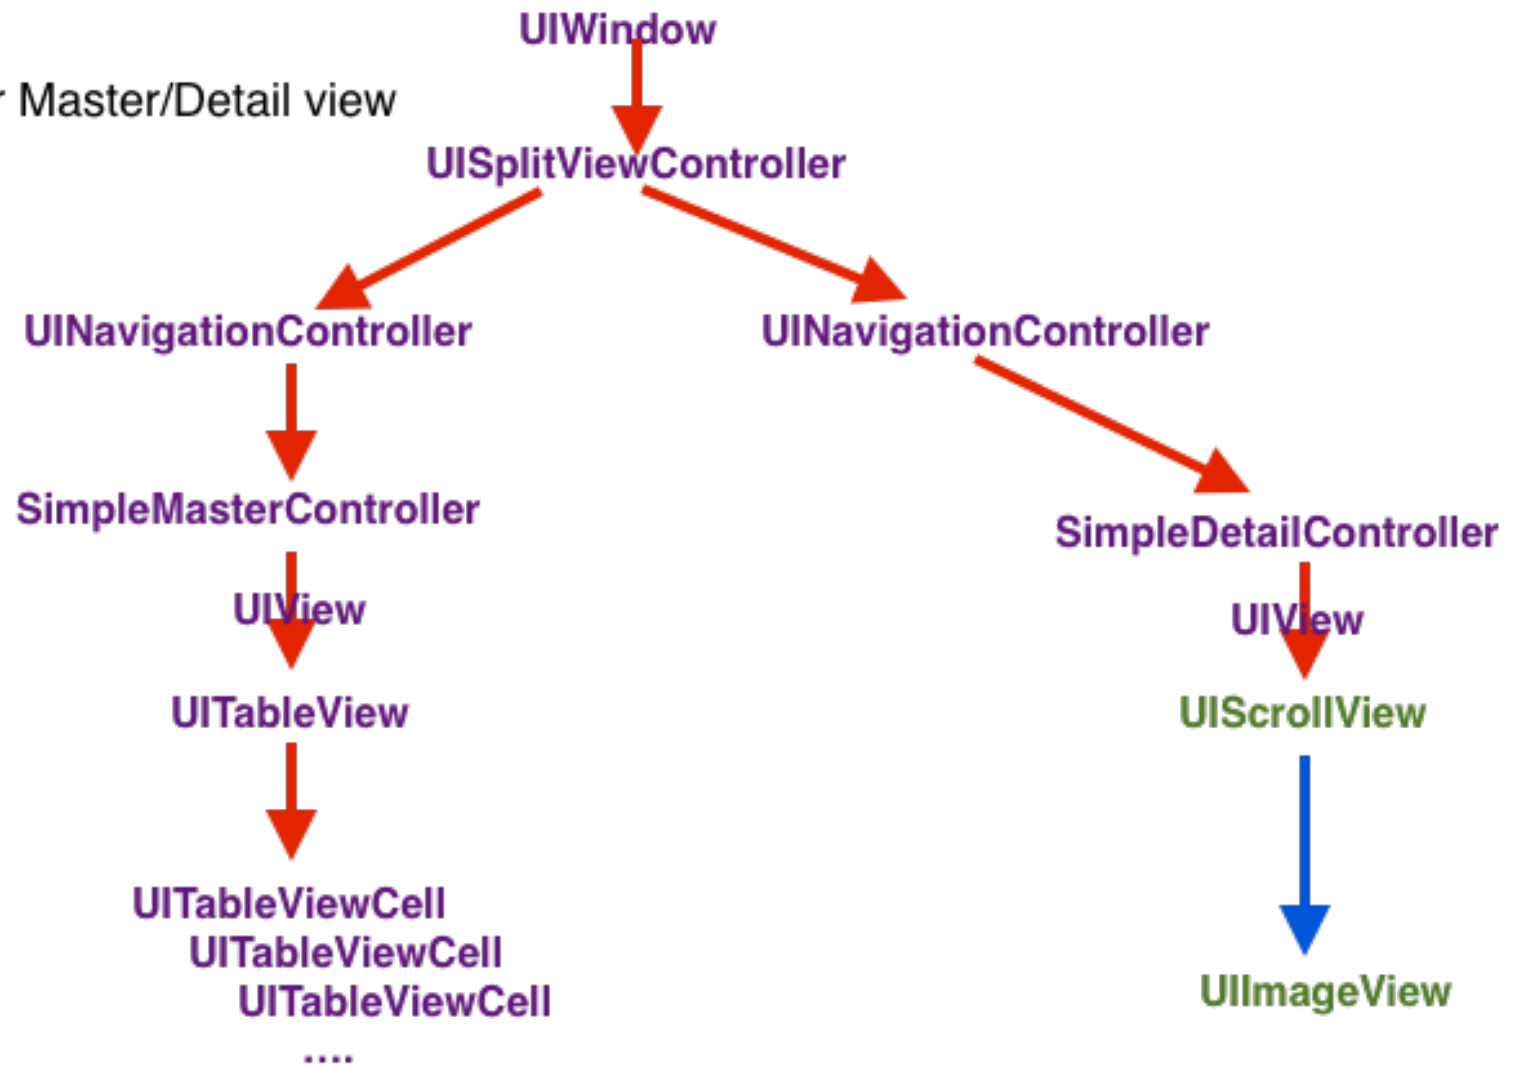 UIWindow
r Master/Detail view
UISplitViewController
UINavigationController
UINavigationController
SimpleMasterController
SimpleDetailController
UIView
UIView
UITableView
UIScrollView
UITableViewCell
UITableViewCell
UITableViewCell
....
UIImageView